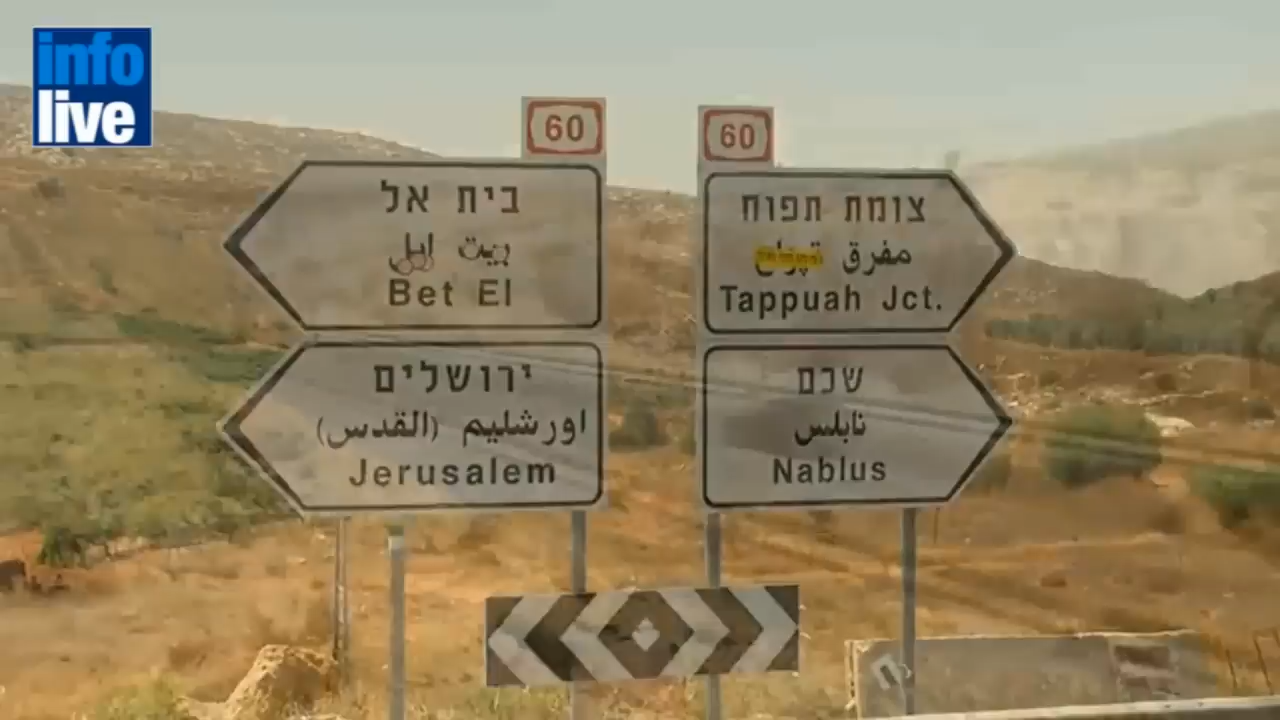 info
live
60
בית אל
بيت إيل
Bet El
ירושלים
اورشليم (القدس)
Jerusalem
60
צומת תפוח
مفرق
Tappuah Jct.
שכם
نابلس
Nablus